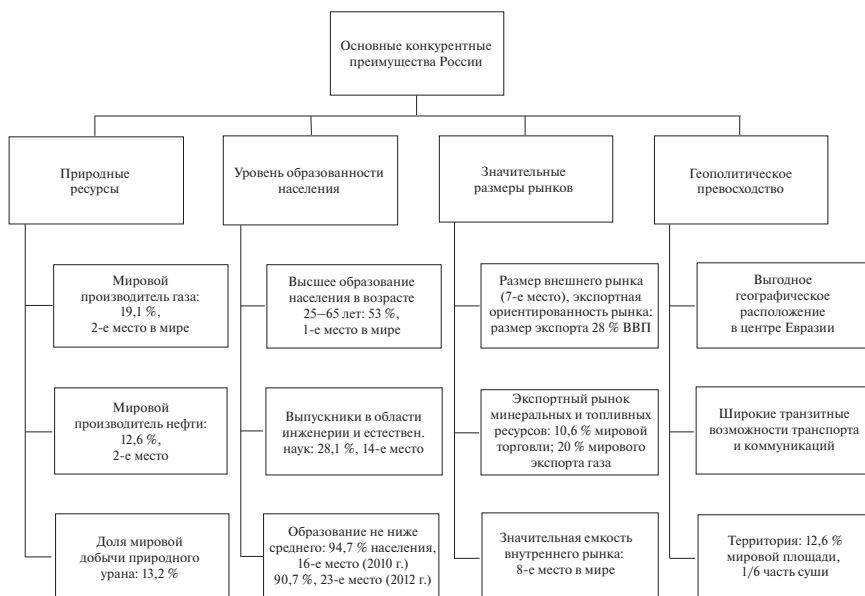 Основные конкурентные
преимущества России
Природные
ресурсы
Уровень образованности
населения
Значительные
размеры рынков
Геополитическое
превосходство
Мировой
производитель газа:
19,1 %,
2-е место в мире
Высшее образование
населения в возрасте
25–65 лет: 53 %,
1-е место в мире
Размер внешнего рынка
(7-е место), экспортная
ориентированность рынка:
размер экспорта 28 % ВВП
Выгодное
географическое
расположение
в центре Евразии
Мировой
производитель нефти:
12,6 %,
2-е место
Выпускники в области
инженерии и естествен.
наук: 28,1 %, 14-е место
Экспортный рынок
минеральных и топливных
ресурсов: 10,6 % мировой
торговли; 20 % мирового
экспорта газа
Широкие транзитные
возможности транспорта
и коммуникаций
Доля мировой
добычи природного
урана: 13,2 %
Образование не ниже
среднего: 94,7 % населения,
16-е место (2010 г.)
90,7 %, 23-е место (2012 г.)
Значительная емкость
внутреннего рынка:
8-е место в мире
Территория: 12,6 %
мировой площади,
1/6 часть суши